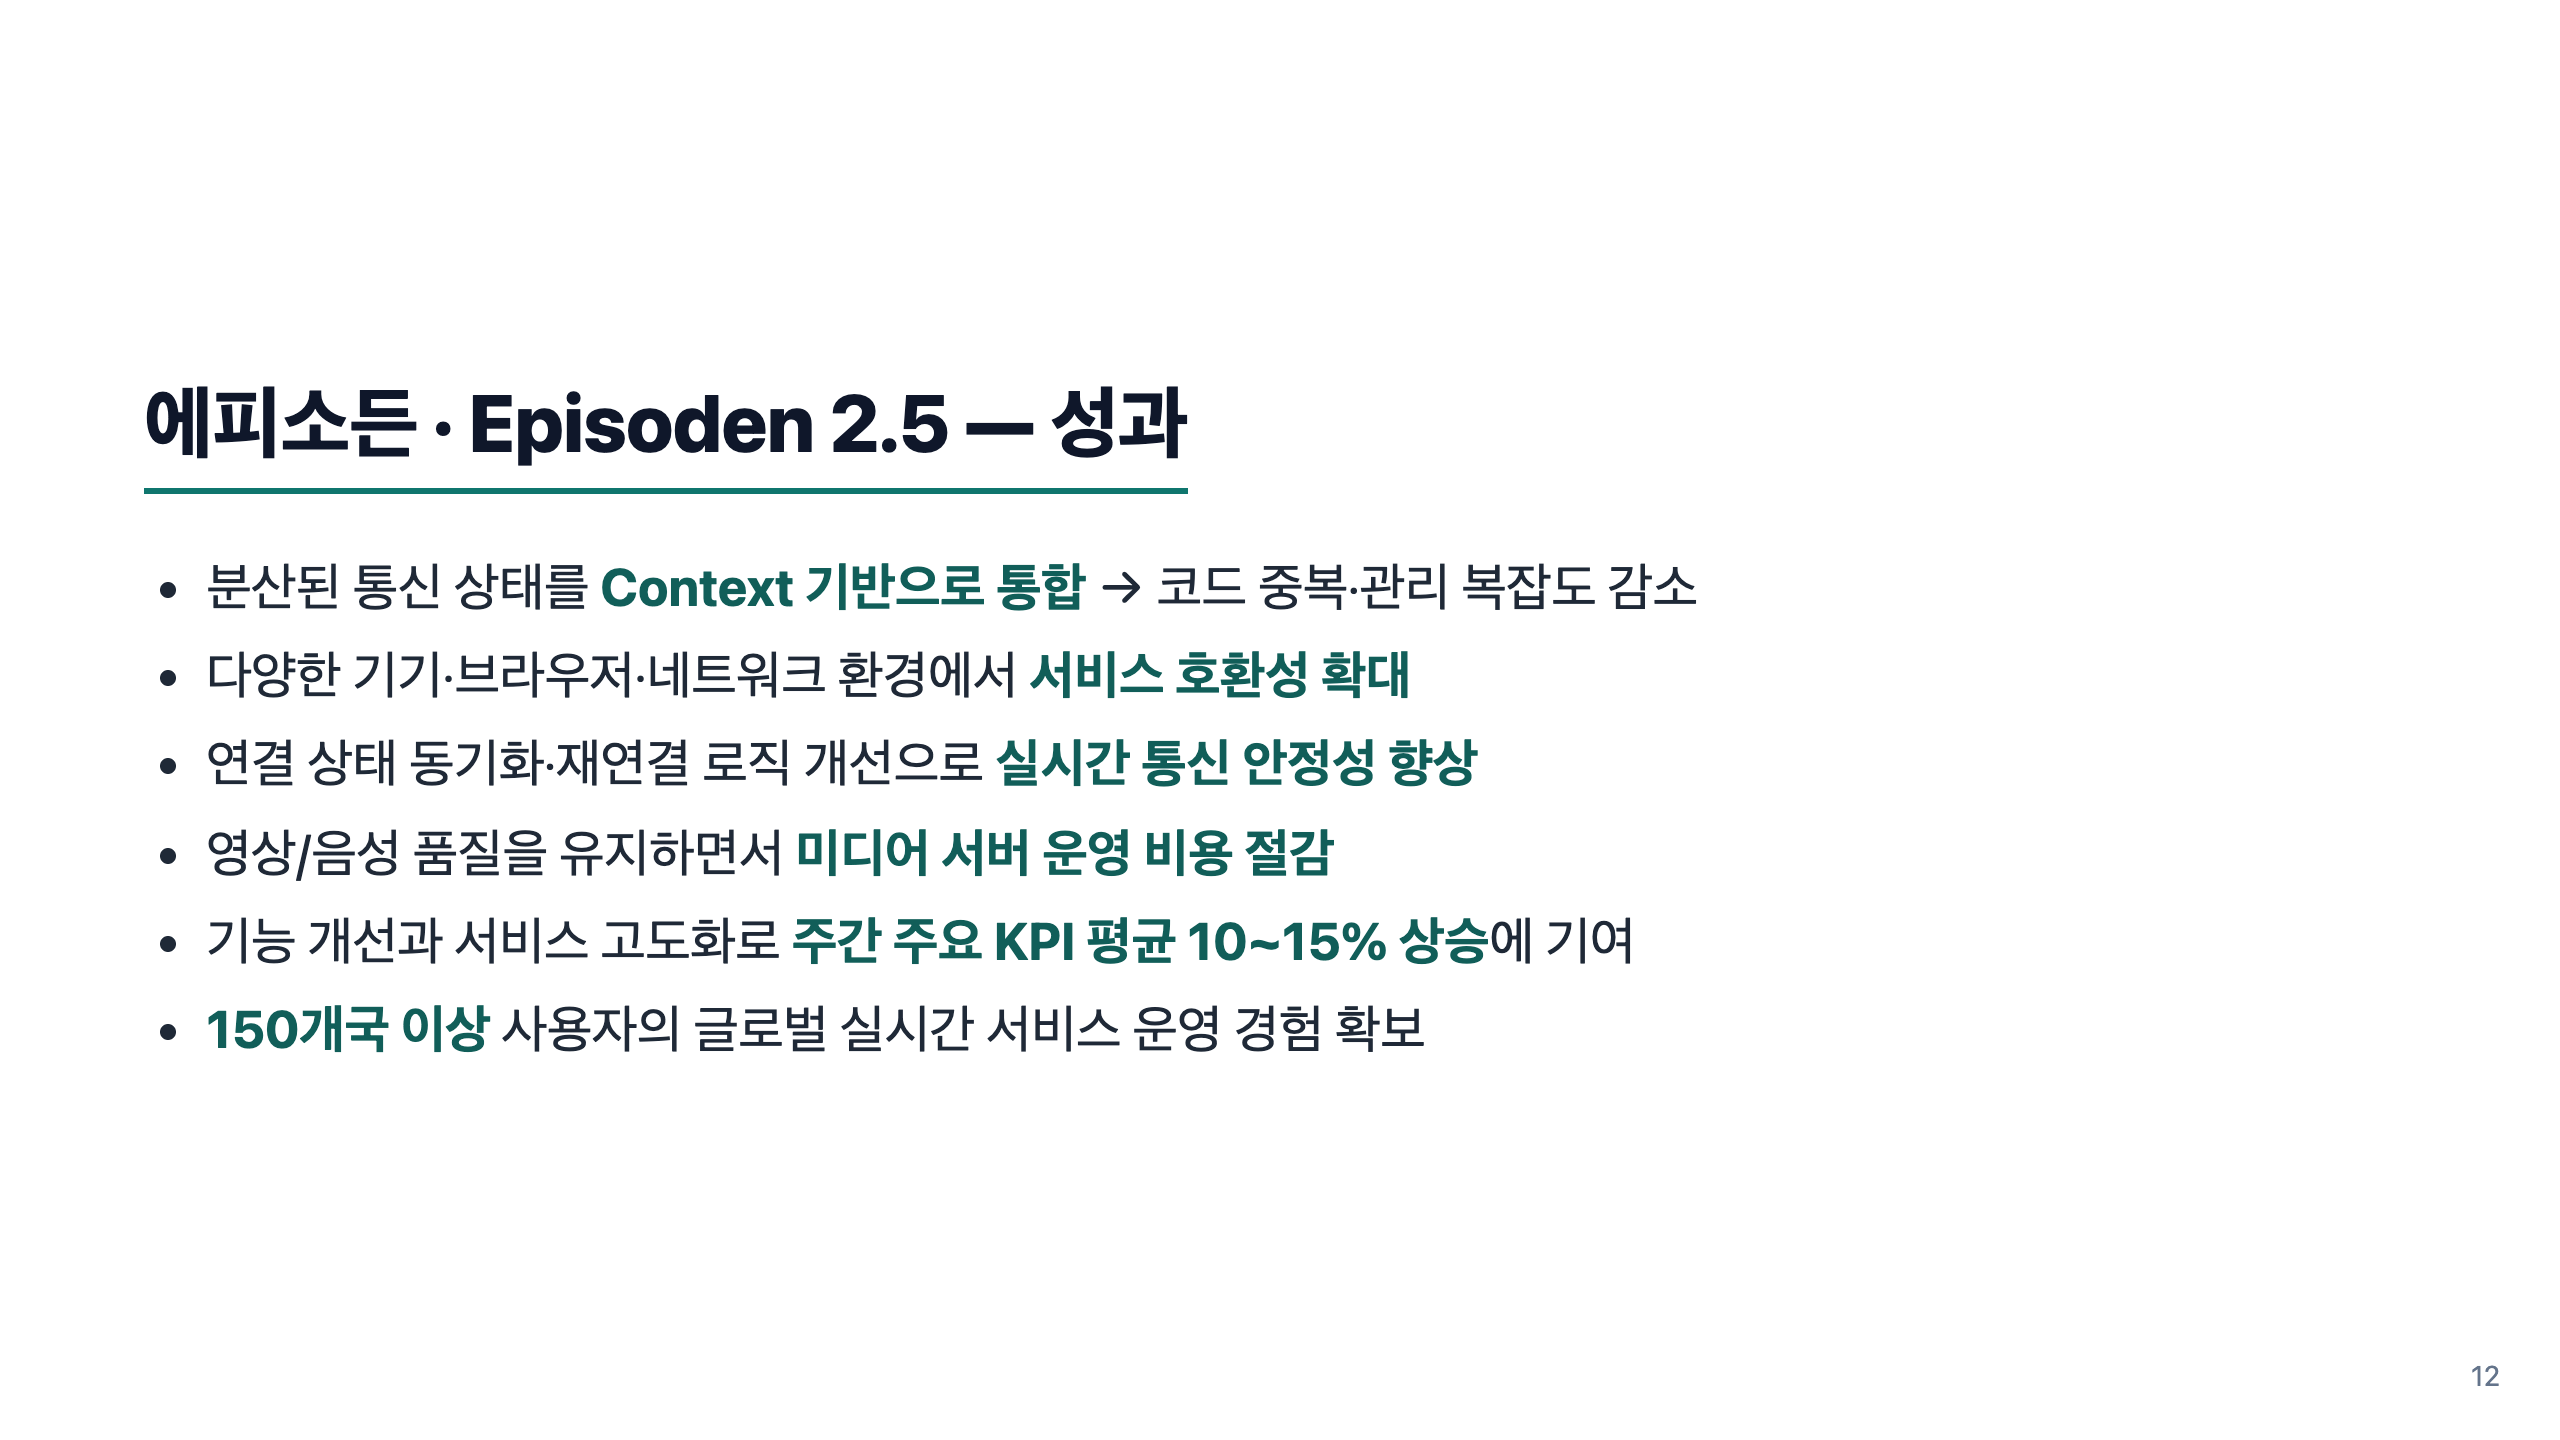 에피소든 · Episoden 2.5 — 성과
• 분산된 통신 상태를 Context 기반으로 통합 → 코드 중복·관리 복잡도 감소
• 다양한 기기·브라우저·네트워크 환경에서 서비스 호환성 확대
• 연결 상태 동기화·재연결 로직 개선으로 실시간 통신 안정성 향상
• 영상/음성 품질을 유지하면서 미디어 서버 운영 비용 절감
• 기능 개선과 서비스 고도화로 주간 주요 KPI 평균 10~15% 상승에 기여
• 150개국 이상 사용자의 글로벌 실시간 서비스 운영 경험 확보
12